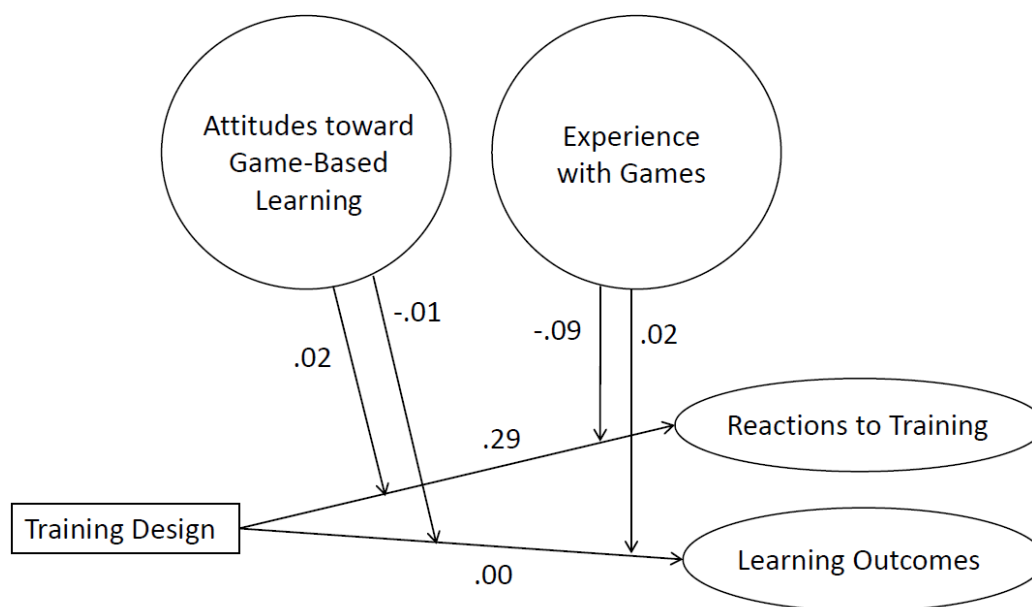 Attitudes toward
Game-Based
Learning
Experience
with Games
-.01
.02
-.09
.02
.29
Reactions to Training
Training Design
Learning Outcomes
.00